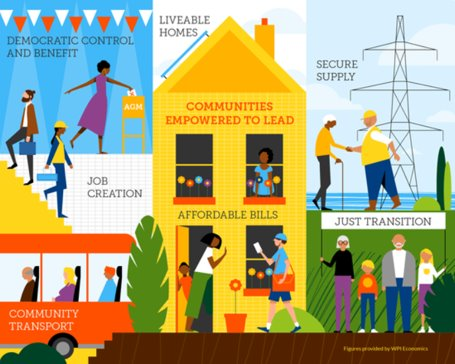 DEMOCRATIC CONTROL
AND BENEFIT
LIVEABLE
HOMES
SECURE
SUPPLY
AGM
COMMUNITIES
EMPOWERED TO LEAD
JOB
CREATION
AFFORDABLE BILLS
JUST TRANSITION
COMMUNITY
TRANSPORT
Figures provided by WPI Economics